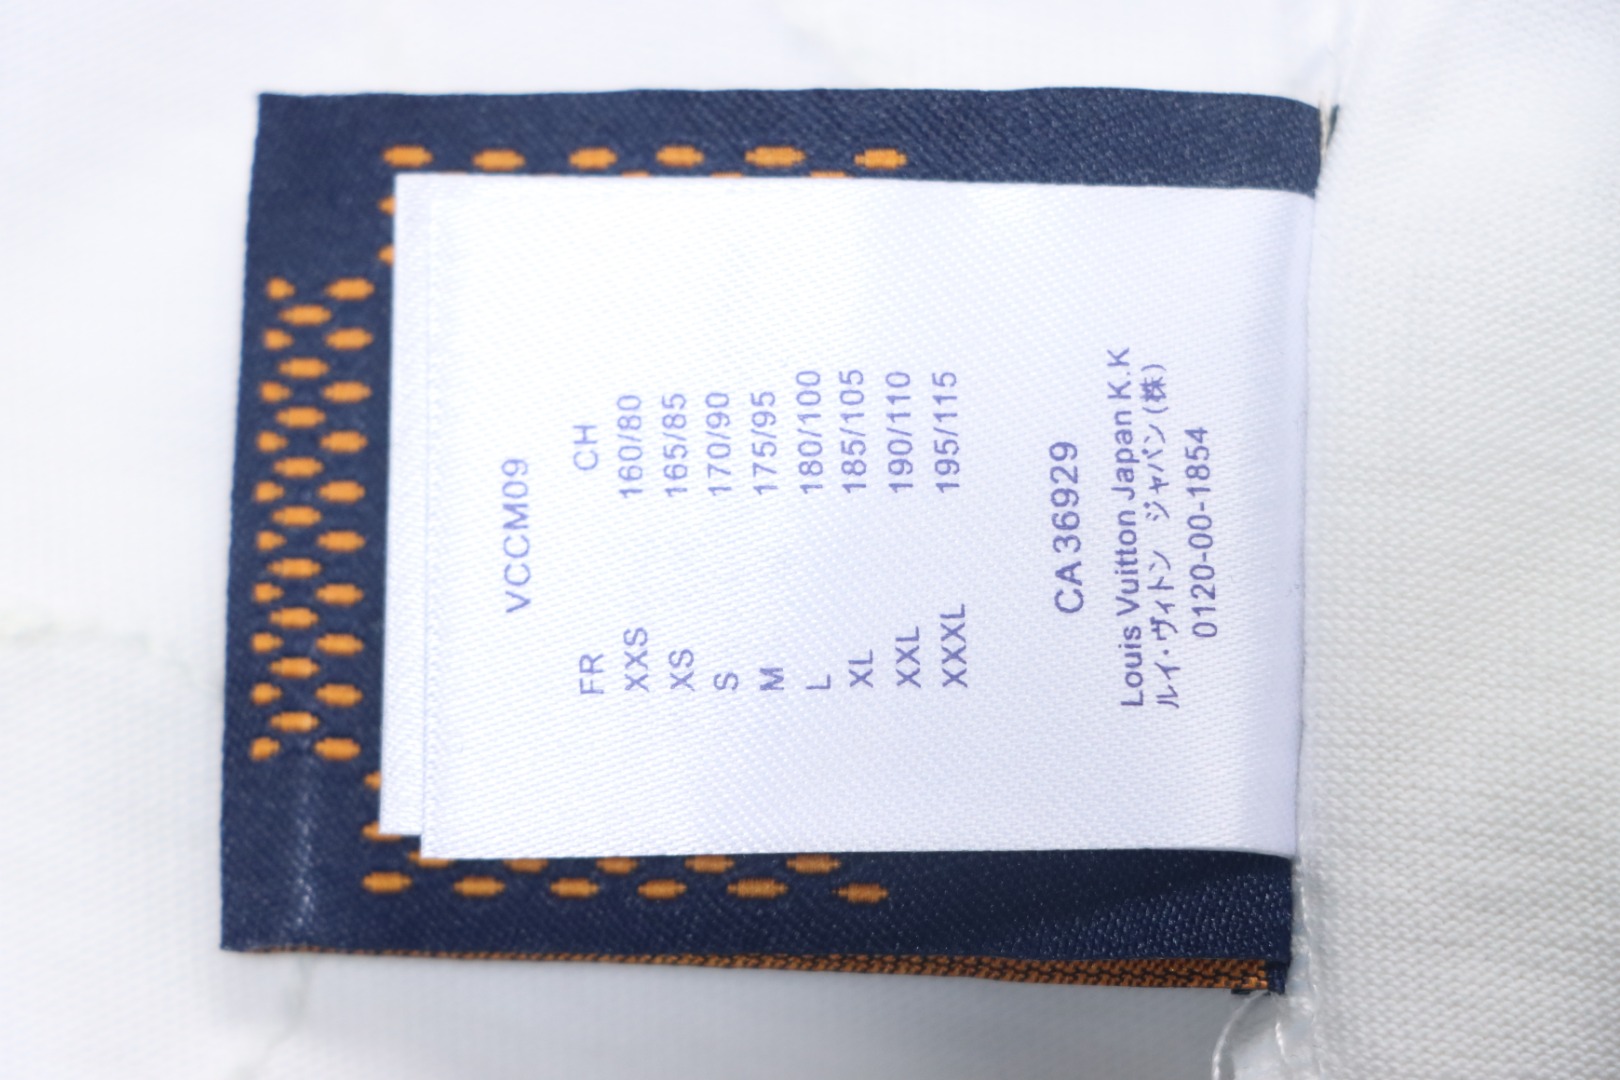 VCCM09
FR CH
XXS 160/80
XS 165/85
S 170/90
M 175/95
L 180/100
XL 185/105
XXL 190/110
XXXL 195/115
CA 36929
Louis Vuitton Japan K.K
ルイ・ヴィトン ジャパン(株)
0120-00-1854